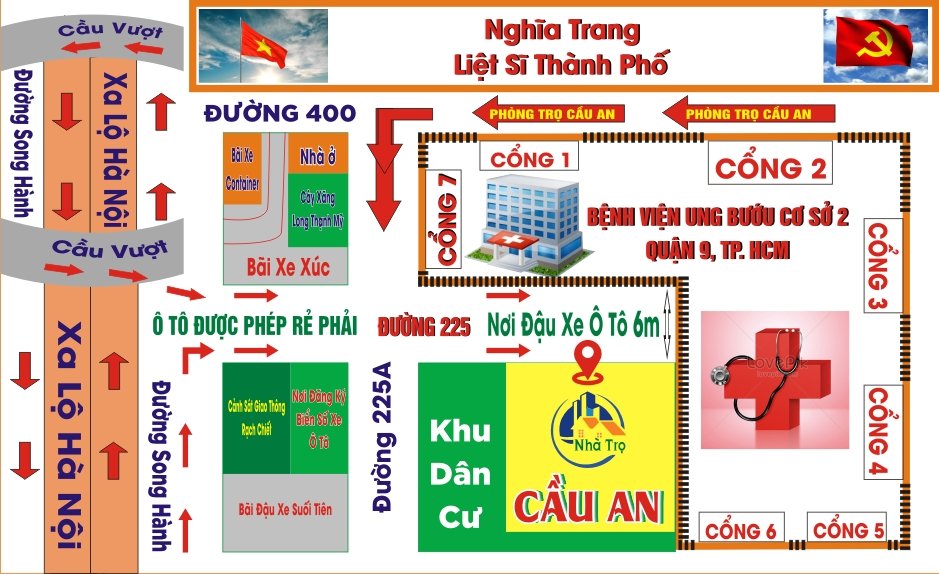 Cầu Vượt
Nghĩa Trang
Liệt Sĩ Thành Phố
Đường Song Hành
Xa Lộ Hà Nội
ĐƯỜNG 400
PHÒNG TRỌ CẦU AN
PHÒNG TRỌ CẦU AN
Bãi Xe
Container
Nhà ở
Cây Xăng
Long Thạnh Mỹ
Bãi Xe Xúc
CỔNG 7
CỔNG 1
CỔNG 2
BỆNH VIỆN UNG BƯỚU CƠ SỞ 2
QUẬN 9, TP. HCM
CỔNG 3
Cầu Vượt
Ô TÔ ĐƯỢC PHÉP RẺ PHẢI
ĐƯỜNG 225
Nơi Đậu Xe Ô Tô 6m
Xa Lộ Hà Nội
Đường Song Hành
Cảnh Sát Giao Thông
Rạch Chiết
Nơi Đăng Ký
Biển Số Xe
Ô Tô
Bãi Đậu Xe Suối Tiên
Đường 225A
Khu
Dân
Cư
Nhà Trọ
CẦU AN
CỔNG 4
CỔNG 6
CỔNG 5